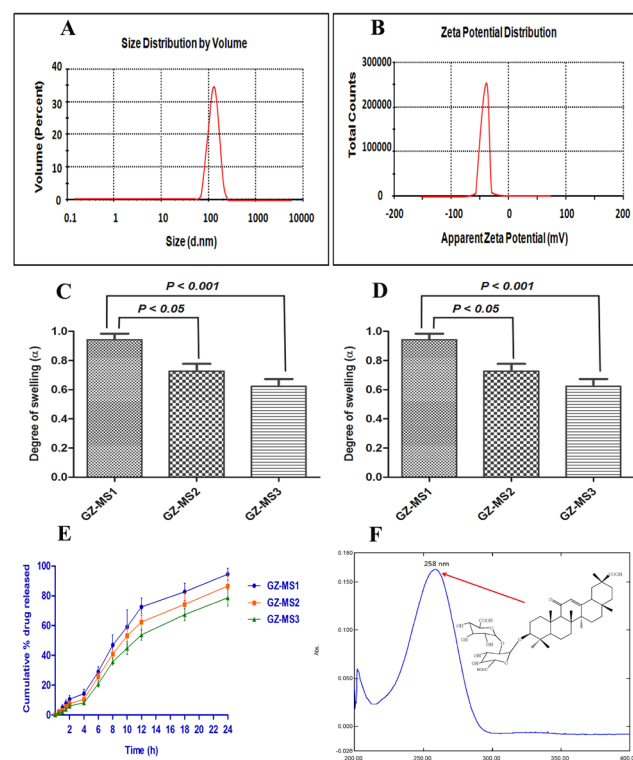 A
Size Distribution by Volume
Volume (Percent)
40
30
20
10
0
0.1 1 10 100 1000 10000
Size (d.nm)
B
Zeta Potential Distribution
Total Counts
300000
200000
100000
0
-200 -100 0 100 200
Apparent Zeta Potential (mV)
C
P < 0.001
P < 0.05
Degree of swelling (α)
1.0
0.8
0.6
0.4
0.2
0.0
GZ-MS1 GZ-MS2 GZ-MS3
D
P < 0.001
P < 0.05
Degree of swelling (α)
1.0
0.8
0.6
0.4
0.2
0.0
GZ-MS1 GZ-MS2 GZ-MS3
E
Cumulative % drug released
100
80
60
40
20
0
GZ-MS1
GZ-MS2
GZ-MS3
2 4 6 8 10 12 14 16 18 20 22 24
Time (h)
F
258 nm
Abs.
0.180
0.150
0.100
0.050
0.000
-0.026
200.00 250.00 300.00 350.00 400.0
COOH
O
COOH
OH
O
HO